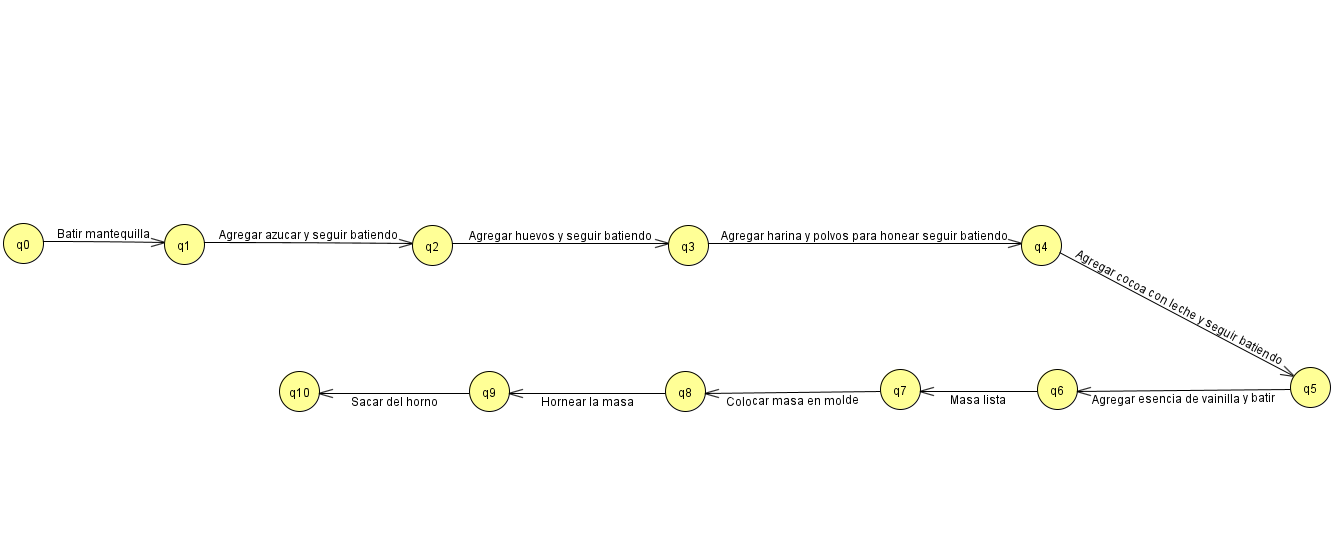 q0
Batir mantequilla
q1
Agregar azucar y seguir batiendo
q2
Agregar huevos y seguir batiendo
q3
Agregar harina y polvos para honear seguir batiendo
q4
Agregar cocoa con leche y seguir batiendo
q5
Agregar esencia de vainilla y batir
q6
Masa lista
q7
Colocar masa en molde
q8
Hornear la masa
q9
Sacar del horno
q10